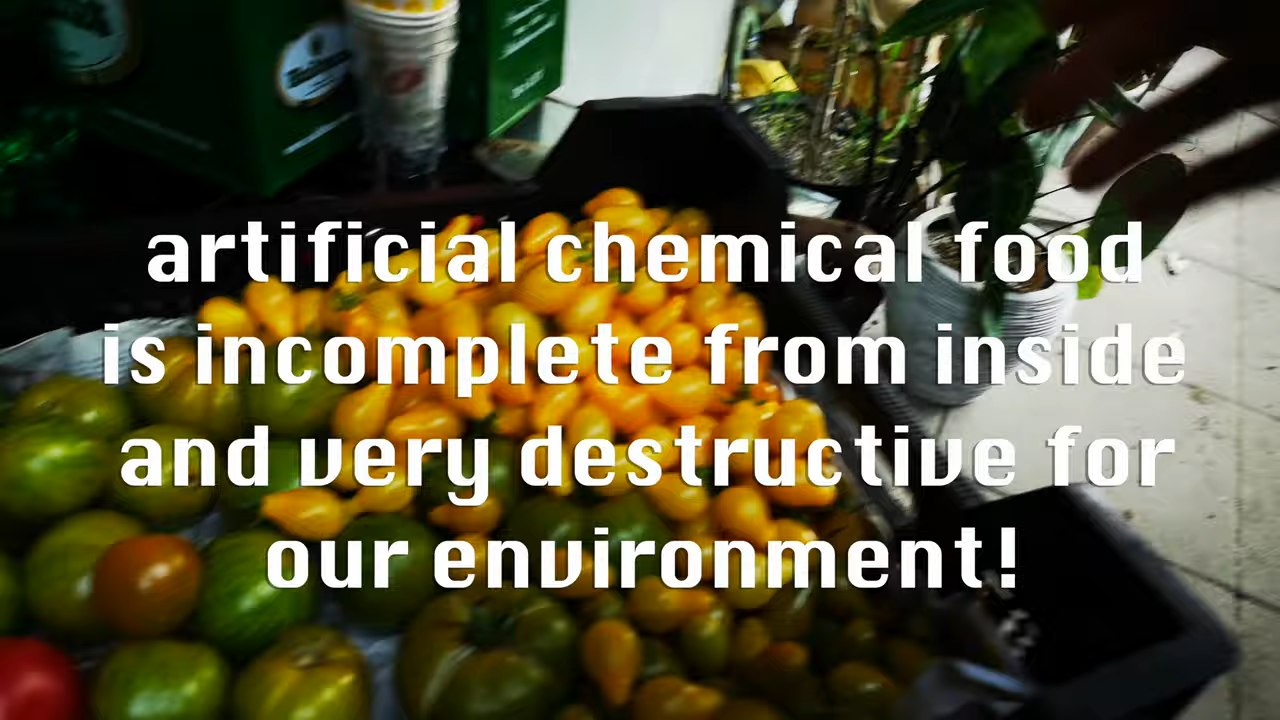 artificial chemical food
is incomplete from inside
and very destructive for
our environment!